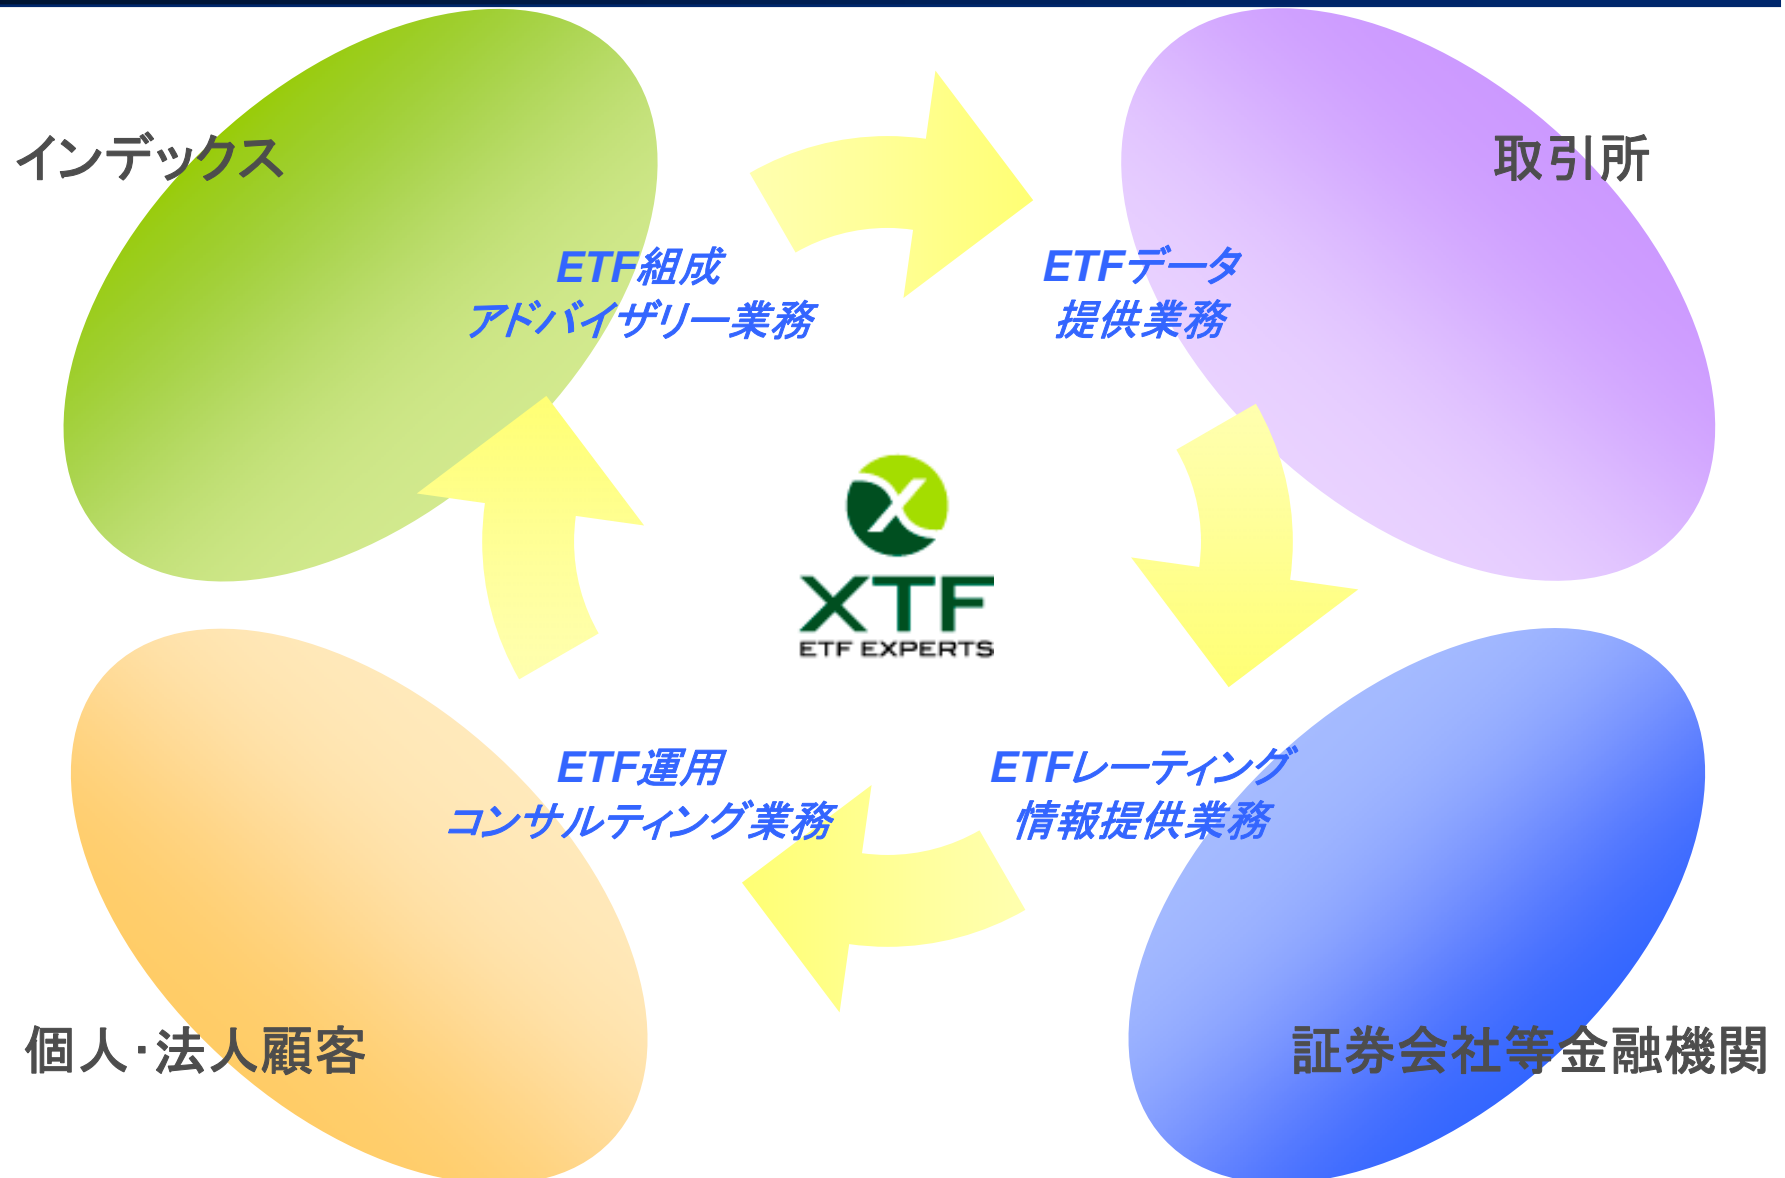 インデックス
取引所
ETF組成
アドバイザリー業務
ETFデータ
提供業務
X
XTF
ETF EXPERTS
ETF運用
コンサルティング業務
ETFレーティング
情報提供業務
個人・法人顧客
証券会社等金融機関